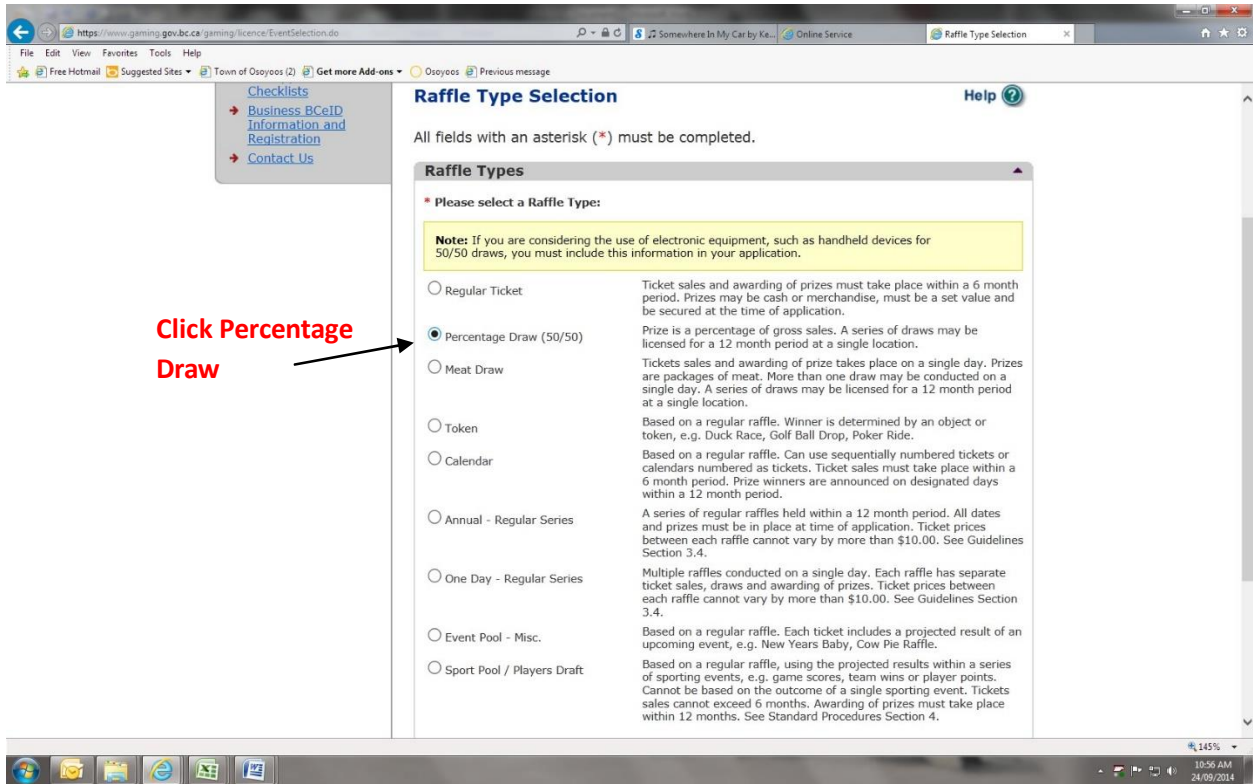 https://www.gaming.gov.bc.ca/gaming/licence/EventSelection.do
Somewhere In My Car by Ke...
Online Service
Raffle Type Selection
File Edit View Favorites Tools Help
Free Hotmail Suggested Sites Town of Osoyoos (2) Get more Add-ons Osoyoos Previous message
Checklists
Business BCeID
Information and
Registration
Contact Us
Raffle Type Selection
Help
All fields with an asterisk (*) must be completed.
Raffle Types
* Please select a Raffle Type:
Note: If you are considering the use of electronic equipment, such as handheld devices for
50/50 draws, you must include this information in your application.
Regular Ticket
Ticket sales and awarding of prizes must take place within a 6 month
period. Prizes may be cash or merchandise, must be a set value and
be secured at the time of application.
Click Percentage
Draw
Percentage Draw (50/50)
Prize is a percentage of gross sales. A series of draws may be
licensed for a 12 month period at a single location.
Meat Draw
Tickets sales and awarding of prize takes place on a single day. Prizes
are packages of meat. More than one draw may be conducted on a
single day. A series of draws may be licensed for a 12 month period
at a single location.
Token
Based on a regular raffle. Winner is determined by an object or
token, e.g. Duck Race, Golf Ball Drop, Poker Ride.
Calendar
Based on a regular raffle. Can use sequentially numbered tickets or
calendars numbered as tickets. Ticket sales must take place within a
6 month period. Prize winners are announced on designated days
within a 12 month period.
Annual - Regular Series
A series of regular raffles held within a 12 month period. All dates
and prizes must be in place at time of application. Ticket prices
between each raffle cannot vary by more than $10.00. See Guidelines
Section 3.4.
One Day - Regular Series
Multiple raffles conducted on a single day. Each raffle has separate
ticket sales, draws and awarding of prizes. Ticket prices between
each raffle cannot vary by more than $10.00. See Guidelines Section
3.4.
Event Pool - Misc.
Based on a regular raffle. Each ticket includes a projected result of an
upcoming event, e.g. New Years Baby, Cow Pie Raffle.
Sport Pool / Players Draft
Based on a regular raffle, using the projected results within a series
of sporting events, e.g. game scores, team wins or player points.
Cannot be based on the outcome of a single sporting event. Tickets
sales cannot exceed 6 months. Awarding of prizes must take place
within 12 months. See Standard Procedures Section 4.
145%
10:56 AM
24/09/2014